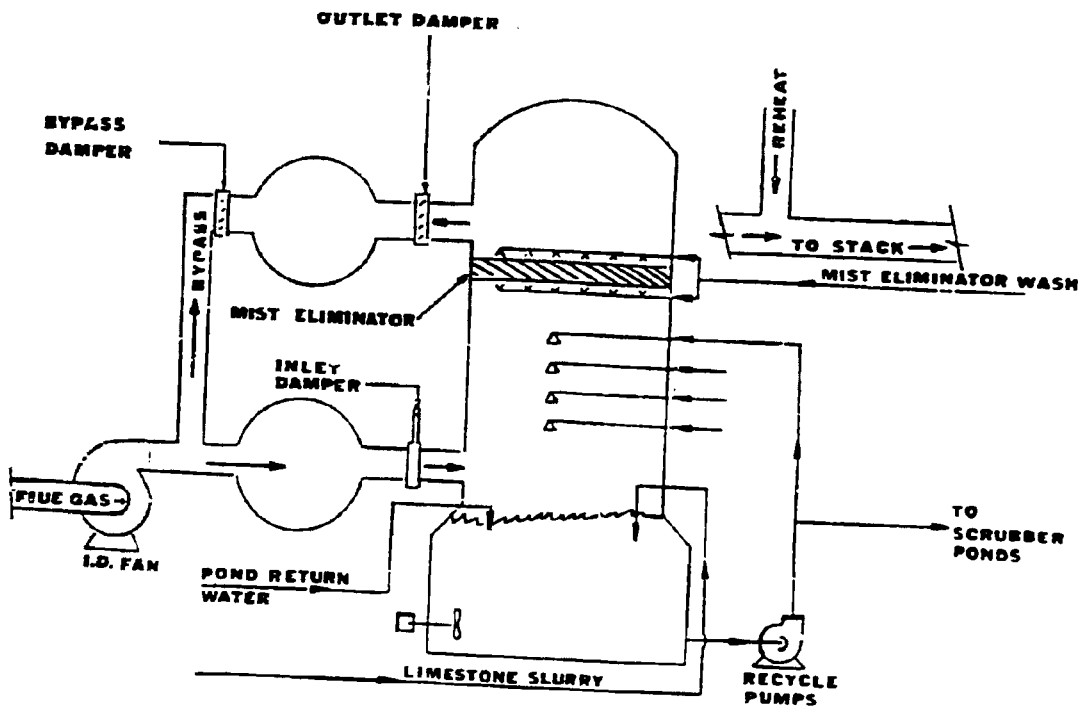 OUTLET DAMPER
BYPASS
DAMPER
REHEAT
BYPASS
TO STACK
MIST ELIMINATOR WASH
MIST ELIMINATOR
INLET
DAMPER
FLUE GAS
I.D. FAN
TO
SCRUBBER
PONDS
POND RETURN
WATER
LIMESTONE SLURRY
RECYCLE
PUMPS